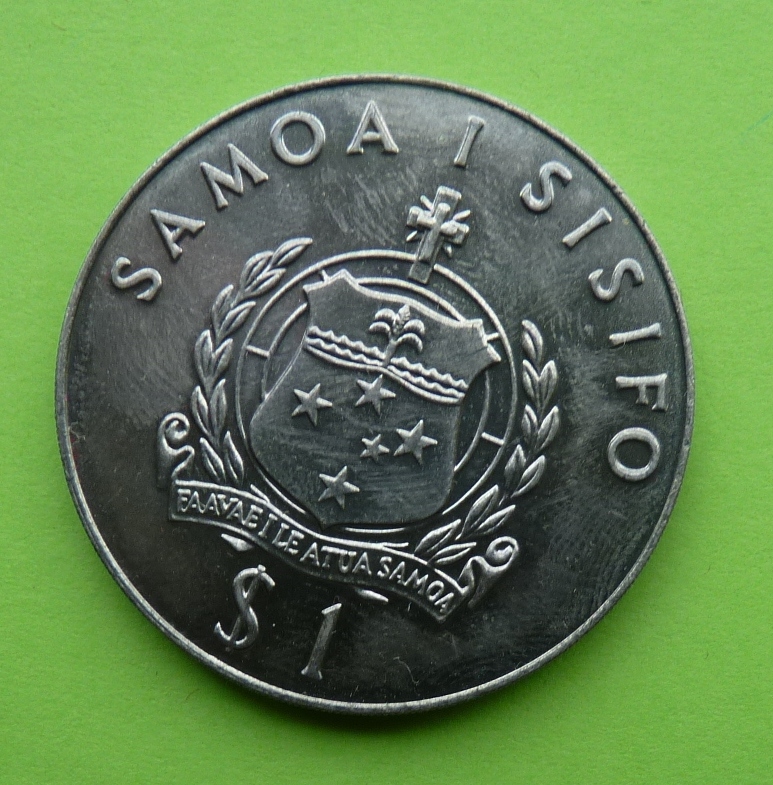 SAMOA I SISIFO
FAAVAE I LE ATUA SAMOA
$ 1